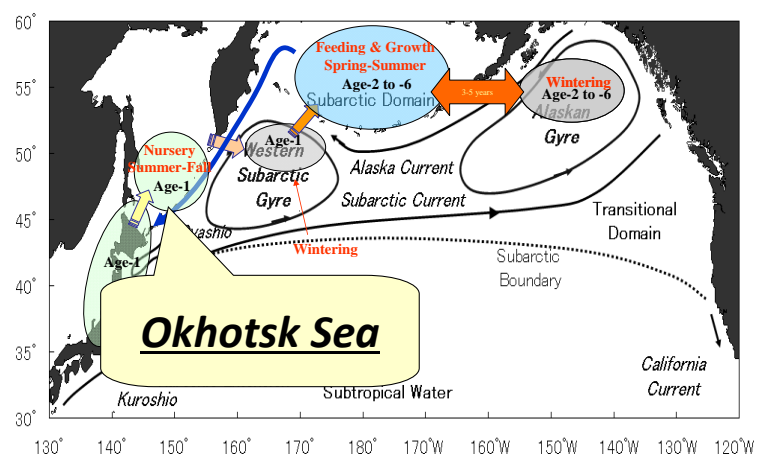 60°
55°
50°
45°
40°
35°
30°
Feeding & Growth
Spring-Summer
Age-2 to -6
Subarctic Domain
3-5 years
Wintering
Age-2 to -6
Alaskan
Gyre
Nursery
Summer-Fall
Age-1
Age-1
Western
Subarctic
Gyre
Alaska Current
Subarctic Current
Wintering
Transitional
Domain
Subarctic
Boundary
Age-1
Okhotsk Sea
California
Current
Subtropical Water
Kuroshio
130°
140°
150°
160°
170°
180°
170°W
160°W
150°W
140°W
130°W
120°W